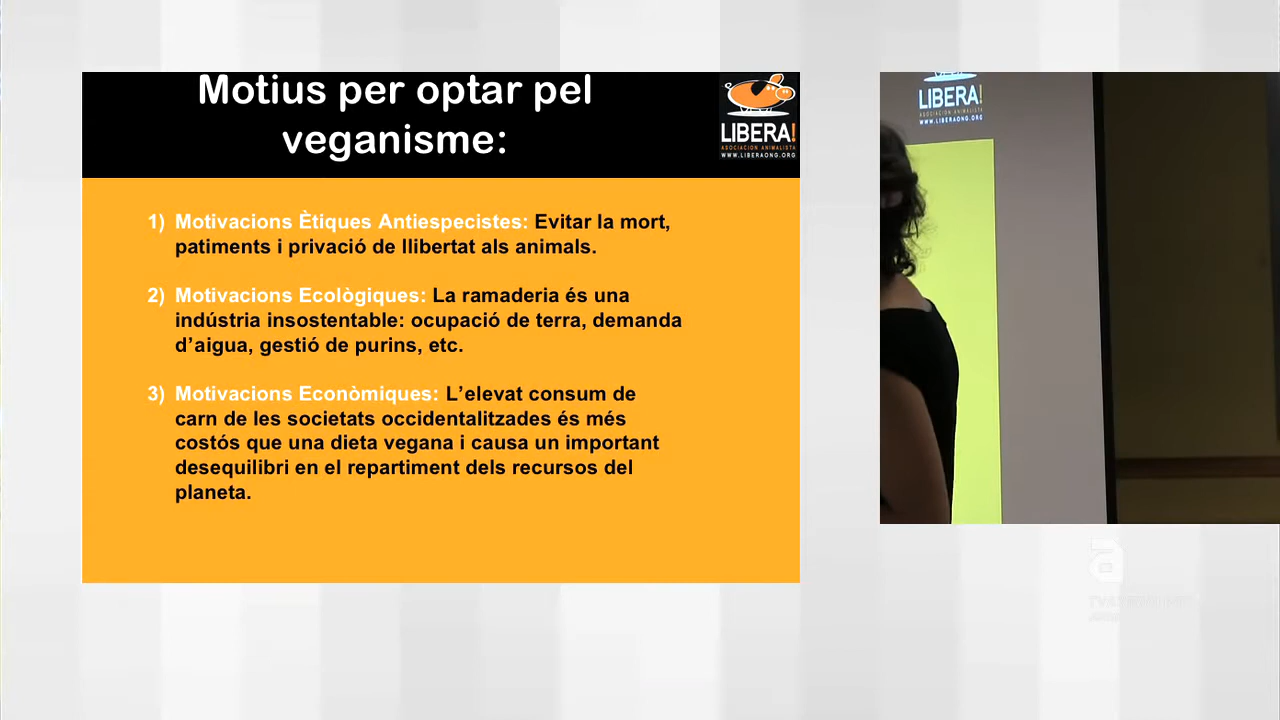 Motius per optar pel
veganisme:
LIBERA!
ASOCIACION ANIMALISTA
WWW.LIBERAONG.ORG
1) Motivacions Ètiques Antiespecistes: Evitar la mort,
patiments i privació de llibertat als animals.
2) Motivacions Ecològiques: La ramaderia és una
indústria insostentable: ocupació de terra, demanda
d’aigua, gestió de purins, etc.
3) Motivacions Econòmiques: L’elevat consum de
carn de les societats occidentalitzades és més
costós que una dieta vegana i causa un important
desequilibri en el repartiment dels recursos del
planeta.
LIBERA!
ASOCIACION ANIMALISTA
WWW.LIBERAONG.ORG